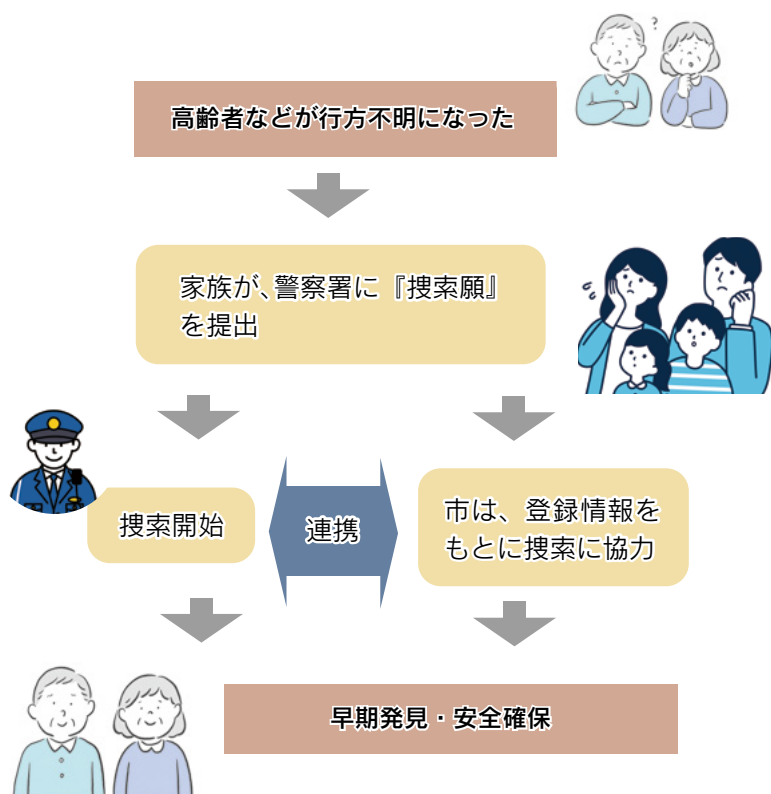 ?
高齢者などが行方不明になった
家族が、警察署に『捜索願』
を提出
捜索開始
連携
市は、登録情報を
もとに捜索に協力
早期発見・安全確保